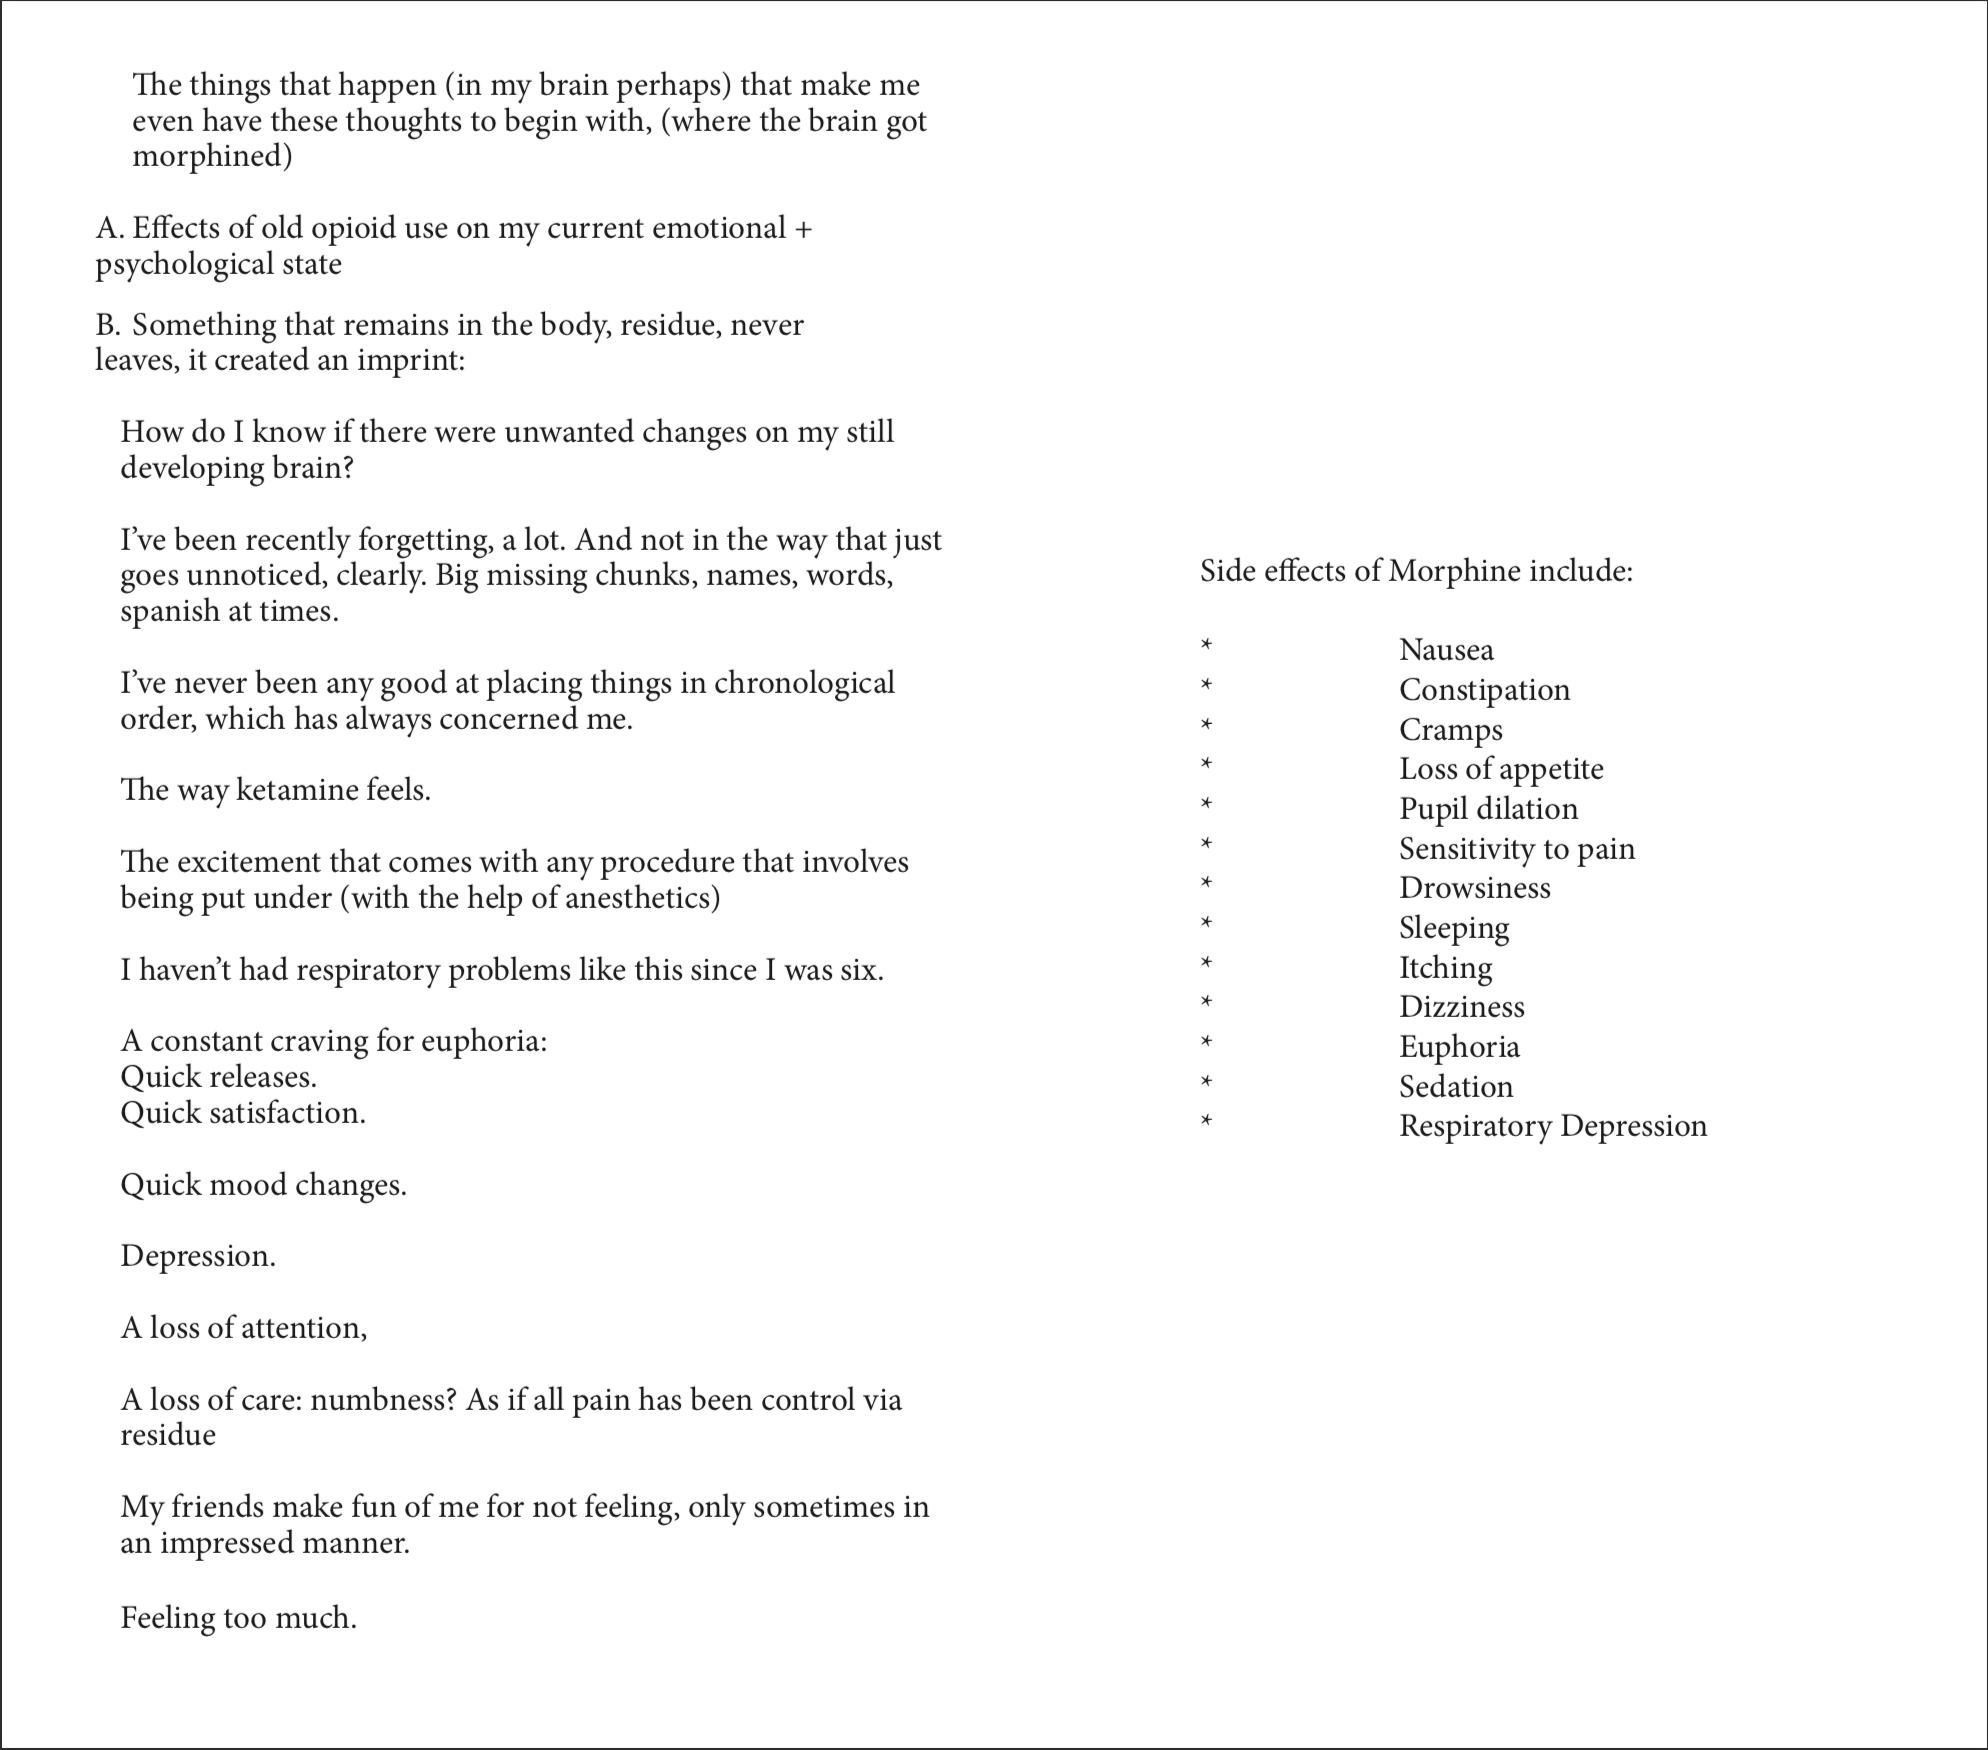 The things that happen (in my brain perhaps) that make me
even have these thoughts to begin with, (where the brain got
morphined)
A. Effects of old opioid use on my current emotional +
psychological state
B. Something that remains in the body, residue, never
leaves, it created an imprint:
How do I know if there were unwanted changes on my still
developing brain?
I’ve been recently forgetting, a lot. And not in the way that just
goes unnoticed, clearly. Big missing chunks, names, words,
spanish at times.
I’ve never been any good at placing things in chronological
order, which has always concerned me.
The way ketamine feels.
The excitement that comes with any procedure that involves
being put under (with the help of anesthetics)
I haven’t had respiratory problems like this since I was six.
A constant craving for euphoria:
Quick releases.
Quick satisfaction.
Quick mood changes.
Depression.
A loss of attention,
A loss of care: numbness? As if all pain has been control via
residue
My friends make fun of me for not feeling, only sometimes in
an impressed manner.
Feeling too much.
Side effects of Morphine include:
* Nausea
* Constipation
* Cramps
* Loss of appetite
* Pupil dilation
* Sensitivity to pain
* Drowsiness
* Sleeping
* Itching
* Dizziness
* Euphoria
* Sedation
* Respiratory Depression